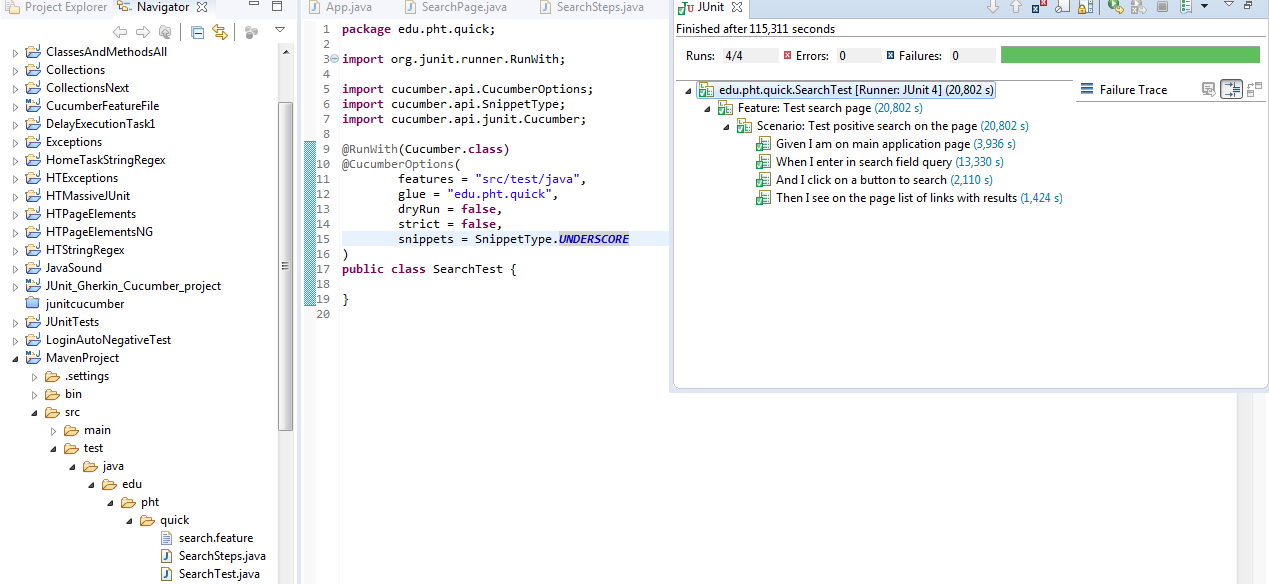 Project Explorer
Navigator
ClassesAndMethodsAll
Collections
CollectionsNext
CucumberFeatureFile
DelayExecutionTask1
Exceptions
HomeTaskStringRegex
HTExceptions
HTMassiveJUnit
HTPageElements
HTPageElementsNG
HTStringRegex
JavaSound
JUnit_Gherkin_Cucumber_project
junitcucumber
JUnitTests
LoginAutoNegativeTest
MavenProject
.settings
bin
src
main
test
java
edu
pht
quick
search.feature
SearchSteps.java
SearchTest.java
App.java
SearchPage.java
SearchSteps.java
1 package edu.pht.quick;
2
3 import org.junit.runner.RunWith;
4
5 import cucumber.api.CucumberOptions;
6 import cucumber.api.SnippetType;
7 import cucumber.api.junit.Cucumber;
8
9 @RunWith(Cucumber.class)
10 @CucumberOptions(
11 features = "src/test/java",
12 glue = "edu.pht.quick",
13 dryRun = false,
14 strict = false,
15 snippets = SnippetType.UNDERSCORE
16 )
17 public class SearchTest {
18
19 }
20
JUnit
Finished after 115,311 seconds
Runs: 4/4 Errors: 0 Failures: 0
edu.pht.quick.SearchTest [Runner: JUnit 4] (20,802 s)
Feature: Test search page (20,802 s)
Scenario: Test positive search on the page (20,802 s)
Given I am on main application page (3,936 s)
When I enter in search field query (13,330 s)
And I click on a button to search (2,110 s)
Then I see on the page list of links with results (1,424 s)
Failure Trace